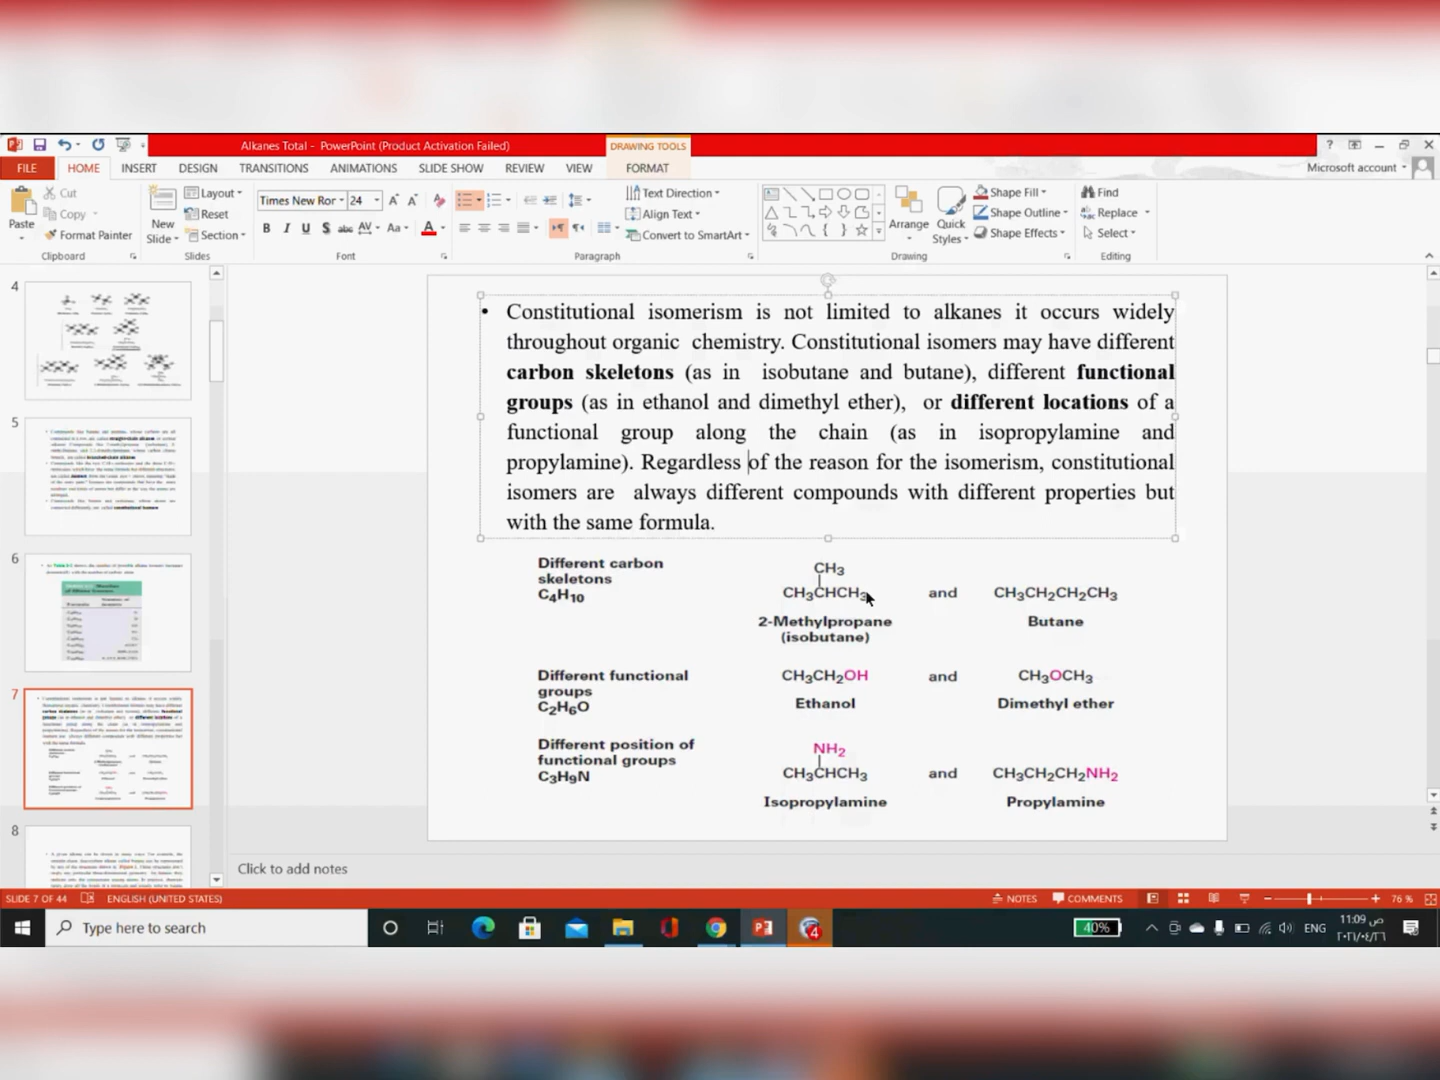 Alkanes Total - PowerPoint (Product Activation Failed)
DRAWING TOOLS
FILE HOME INSERT DESIGN TRANSITIONS ANIMATIONS SLIDE SHOW REVIEW VIEW FORMAT
Microsoft account
Paste
Cut
Copy
Format Painter
Clipboard
New Slide
Layout
Reset
Section
Slides
Times New Ror 24
Font
Text Direction
Align Text
Convert to SmartArt
Paragraph
Arrange
Quick Styles
Shape Fill
Shape Outline
Shape Effects
Drawing
Find
Replace
Select
Editing
4
5
6
7
8
• Constitutional isomerism is not limited to alkanes it occurs widely
throughout organic chemistry. Constitutional isomers may have different
carbon skeletons (as in isobutane and butane), different functional
groups (as in ethanol and dimethyl ether), or different locations of a
functional group along the chain (as in isopropylamine and
propylamine). Regardless of the reason for the isomerism, constitutional
isomers are always different compounds with different properties but
with the same formula.
Different carbon
skeletons
C4H10
CH3
CH3CHCH3 and CH3CH2CH2CH3
2-Methylpropane
(isobutane)
Butane
Different functional
groups
C2H6O
CH3CH2OH and CH3OCH3
Ethanol Dimethyl ether
Different position of
functional groups
C3H9N
NH2
CH3CHCH3 and CH3CH2CH2NH2
Isopropylamine Propylamine
Click to add notes
SLIDE 7 OF 44 ENGLISH (UNITED STATES) NOTES COMMENTS 76 %
Type here to search
40%
ENG
11:09 ص